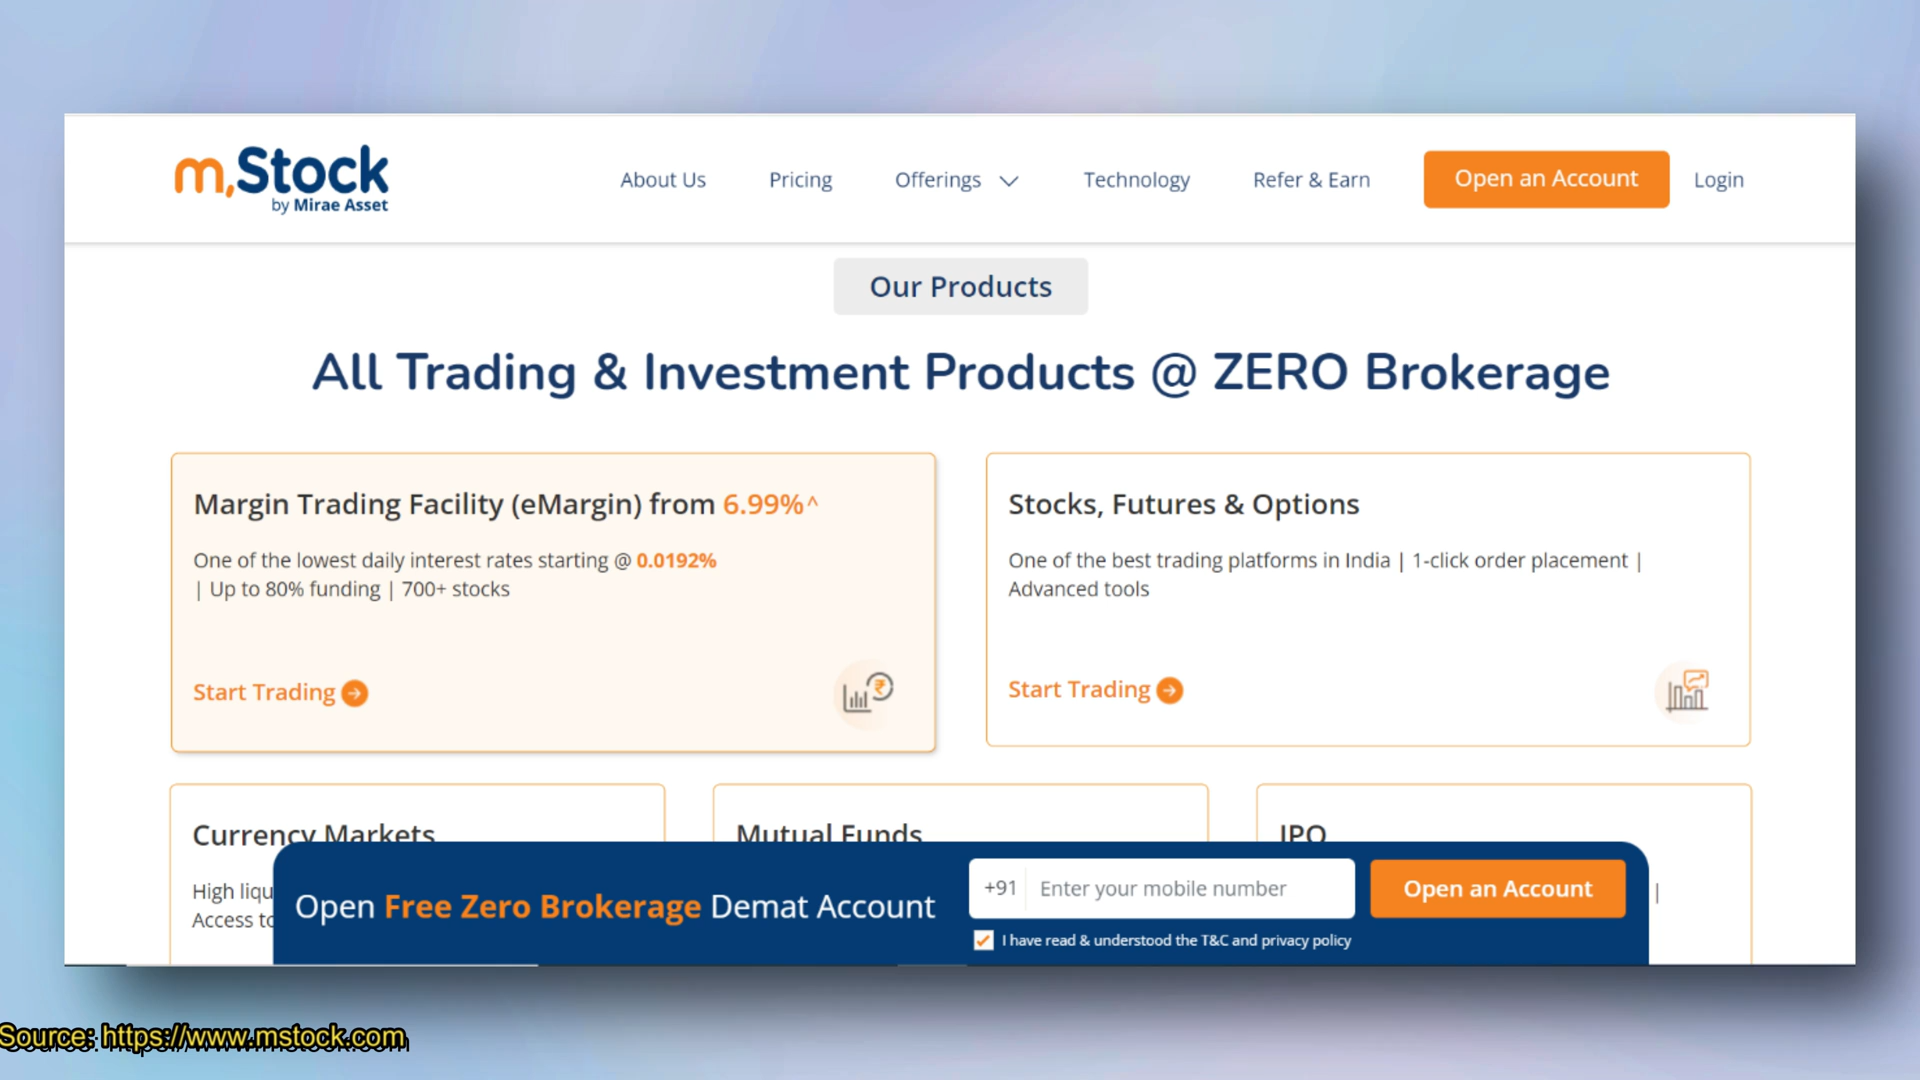 m.Stock
by Mirae Asset
About Us
Pricing
Offerings
Technology
Refer & Earn
Open an Account
Login
Our Products
All Trading & Investment Products @ ZERO Brokerage
Margin Trading Facility (eMargin) from 6.99%^
One of the lowest daily interest rates starting @ 0.0192%
| Up to 80% funding | 700+ stocks
Start Trading
Stocks, Futures & Options
One of the best trading platforms in India | 1-click order placement |
Advanced tools
Start Trading
Currency Markets
High liqu
Access to
Mutual Funds
IPO
|
Open Free Zero Brokerage Demat Account
+91 Enter your mobile number
Open an Account
I have read & understood the T&C and privacy policy
Source: https://www.mstock.com